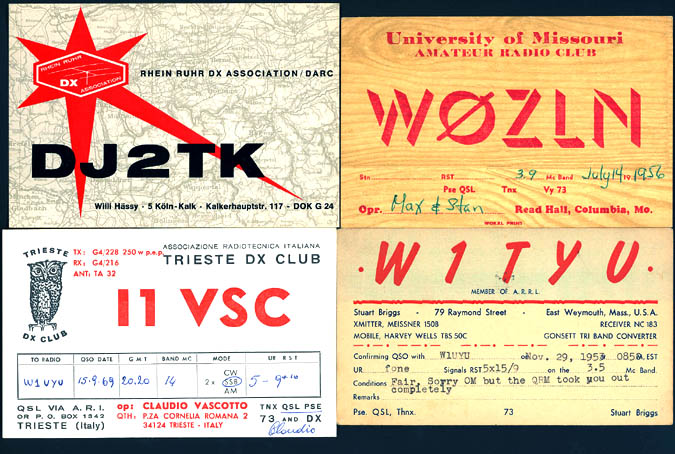 RHEIN RUHR
DX
ASSOCIATION
RHEIN RUHR DX ASSOCIATION/DARC
DJ2TK
Willi Hässy - 5 Köln-Kalk - Kalkerhauptstr. 117 - DOK G 24
University of Missouri
AMATEUR RADIO CLUB
WØZLN
Stn RST 3.9 Mc Band July 14 1956
Pse QSL Tnx Vy 73
Opr. Max & Stan Read Hall, Columbia, Mo.
TRIESTE
DX CLUB
TX: G4/228 250 w p.e.p.
RX: G4/216
ANT: TA 32
ASSOCIAZIONE RADIOTECNICA ITALIANA
TRIESTE DX CLUB
I1 VSC
TO RADIO QSO DATE G M T BAND MC MODE UR RST
W1UYU 15.9.69 20.20 14 2 x CW SSB AM 5 - 9+10
QSL VIA A.R.I.
OR P.O. BOX 1342
TRIESTE (Italy)
op: CLAUDIO VASCOTTO
QTH: P.ZA CORNELIA ROMANA 2
34124 TRIESTE - ITALY
TNX QSL PSE
73 AND DX
Claudio
W1TYU
MEMBER OF A.R.R.L.
Stuart Briggs - 79 Raymond Street - East Weymouth, Mass., U.S.A.
XMITTER, MEISSNER 150B RECEIVER NC 183
MOBILE, HARVEY WELLS TBS 50C GONSETT TRI BAND CONVERTER
Confirming QSO with W1UYU Nov. 29, 1953 0858 EST
UR fone Signals RST 5x15/9 on the 3.5 Mc Band.
Conditions Fair, Sorry OM but the QRM took you out
Remarks completely
Pse. QSL, Thnx. 73 Stuart Briggs